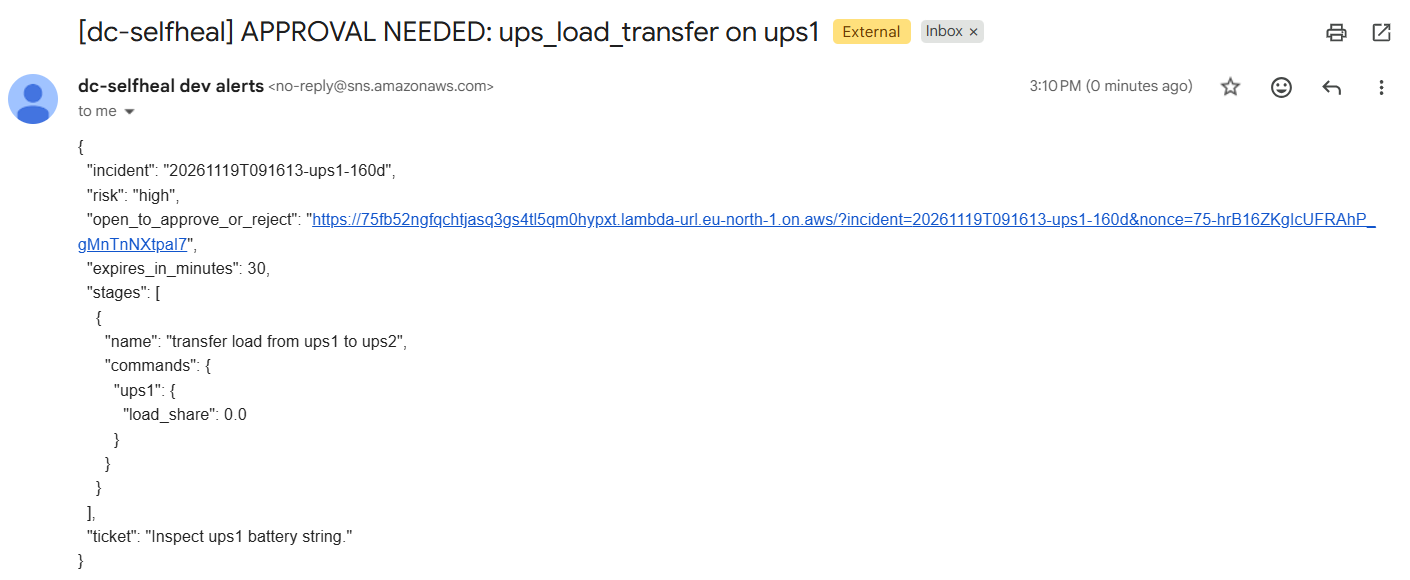 [dc-selfheal] APPROVAL NEEDED: ups_load_transfer on ups1 External Inbox ×
dc-selfheal dev alerts <no-reply@sns.amazonaws.com> 3:10 PM (0 minutes ago)
to me
{
"incident": "20261119T091613-ups1-160d",
"risk": "high",
"open_to_approve_or_reject": "https://75fb52ngfqchtjasq3gs4tl5qm0hypxt.lambda-url.eu-north-1.on.aws/?incident=20261119T091613-ups1-160d&nonce=75-hrB16ZKgIcUFRAhP_
gMnTnNXtpal7",
"expires_in_minutes": 30,
"stages": [
{
"name": "transfer load from ups1 to ups2",
"commands": {
"ups1": {
"load_share": 0.0
}
}
}
],
"ticket": "Inspect ups1 battery string."
}